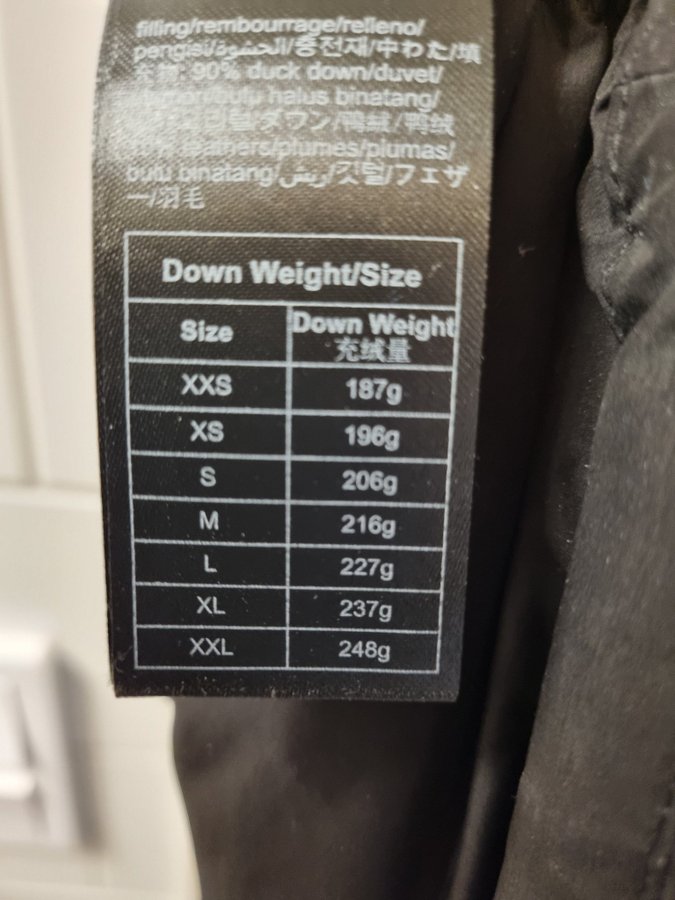 filling/rembourrage/relleno/
pengisi/الحشوة/충전재/中わた/填
90% duck down/duvet/
halus binatang/
ダウン/鴨絨/鸭绒
feathers/plumes/plumas/
bulu binatang/ريش/깃털/フェザ
ー/羽毛
Down Weight/Size
Size Down Weight
充绒量
XXS 187g
XS 196g
S 206g
M 216g
L 227g
XL 237g
XXL 248g